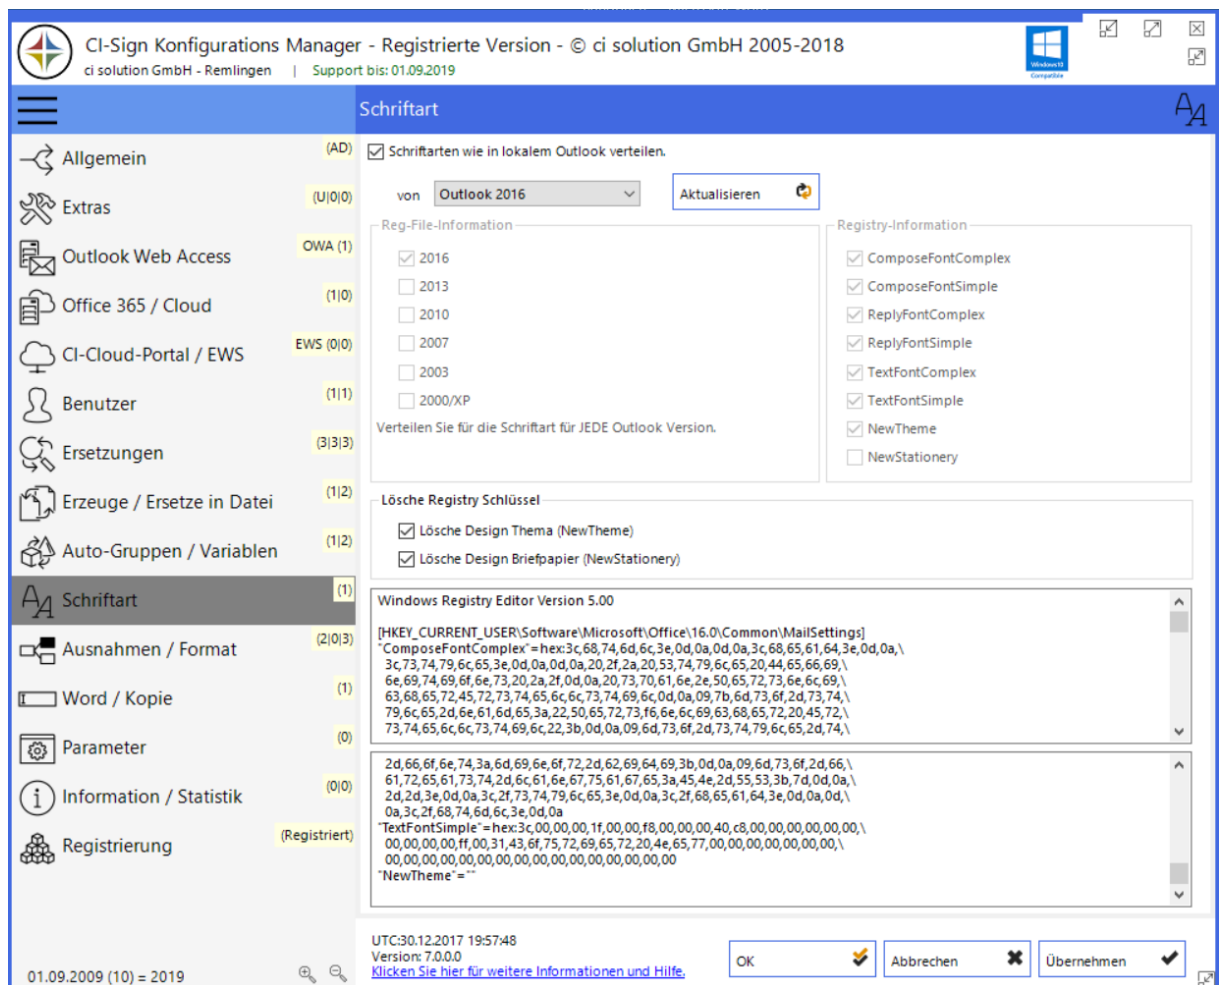 CI-Sign Konfigurations Manager - Registrierte Version - © ci solution GmbH 2005-2018
ci solution GmbH - Remlingen | Support bis: 01.09.2019
Windows10
Compatible
Schriftart
Allgemein (AD)
Extras (U|0|0)
Outlook Web Access OWA (1)
Office 365 / Cloud (1|0)
CI-Cloud-Portal / EWS EWS (0|0)
Benutzer (1|1)
Ersetzungen (3|3|3)
Erzeuge / Ersetze in Datei (1|2)
Auto-Gruppen / Variablen (1|2)
Schriftart (1)
Ausnahmen / Format (2|0|3)
Word / Kopie (1)
Parameter (0)
Information / Statistik (0|0)
Registrierung (Registriert)
01.09.2009 (10) = 2019
Schriftarten wie in lokalem Outlook verteilen.
von Outlook 2016 Aktualisieren
Reg-File-Information
2016
2013
2010
2007
2003
2000/XP
Verteilen Sie für die Schriftart für JEDE Outlook Version.
Registry-Information
ComposeFontComplex
ComposeFontSimple
ReplyFontComplex
ReplyFontSimple
TextFontComplex
TextFontSimple
NewTheme
NewStationery
Lösche Registry Schlüssel
Lösche Design Thema (NewTheme)
Lösche Design Briefpapier (NewStationery)
Windows Registry Editor Version 5.00
[HKEY_CURRENT_USER\Software\Microsoft\Office\16.0\Common\MailSettings]
"ComposeFontComplex"=hex:3c,68,74,6d,6c,3e,0d,0a,0d,0a,3c,68,65,61,64,3e,0d,0a,\
3c,73,74,79,6c,65,3e,0d,0a,0d,0a,20,2f,2a,20,53,74,79,6c,65,20,44,65,66,69,\
6e,69,74,69,6f,6e,73,20,2a,2f,0d,0a,20,73,70,61,6e,2e,50,65,72,73,6e,6c,69,\
63,68,65,72,45,72,73,74,65,6c,6c,73,74,69,6c,0d,0a,09,7b,6d,73,6f,2d,73,74,\
79,6c,65,2d,6e,61,6d,65,3a,22,50,65,72,73,f6,6e,6c,69,63,68,65,72,20,45,72,\
73,74,65,6c,6c,73,74,69,6c,22,3b,0d,0a,09,6d,73,6f,2d,73,74,79,6c,65,2d,74,\
2d,66,6f,6e,74,3a,6d,69,6e,6f,72,2d,62,69,64,69,3b,0d,0a,09,6d,73,6f,2d,66,\
61,72,65,61,73,74,2d,6c,61,6e,67,75,61,67,65,3a,45,4e,2d,55,53,3b,7d,0d,0a,\
2d,2d,3e,0d,0a,3c,2f,73,74,79,6c,65,3e,0d,0a,3c,2f,68,65,61,64,3e,0d,0a,0d,\
0a,3c,2f,68,74,6d,6c,3e,0d,0a
"TextFontSimple"=hex:3c,00,00,00,1f,00,00,f8,00,00,00,40,c8,00,00,00,00,00,00,\
00,00,00,00,ff,00,31,43,6f,75,72,69,65,72,20,4e,65,77,00,00,00,00,00,00,00,\
00,00,00,00,00,00,00,00,00,00,00,00,00,00,00,00
"NewTheme"=""
UTC:30.12.2017 19:57:48
Version: 7.0.0.0
Klicken Sie hier für weitere Informationen und Hilfe.
OK
Abbrechen
Übernehmen